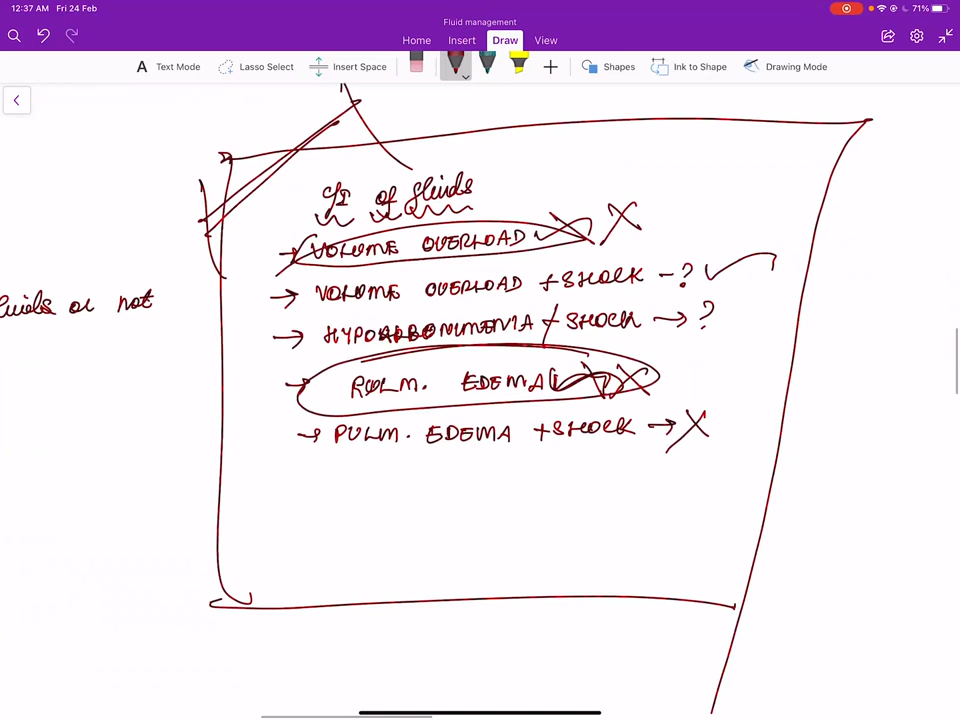 12:37 AM Fri 24 Feb
71%
Fluid management
Home Insert Draw View
Text Mode Lasso Select Insert Space Shapes Ink to Shape Drawing Mode
C/I of fluids
→ VOLUME OVERLOAD X
→ VOLUME OVERLOAD + SHOCK - ? ✓
fluids or not
→ + SHOCK → ?
→ PULM. EDEMA X
→ PULM. EDEMA + SHOCK → X